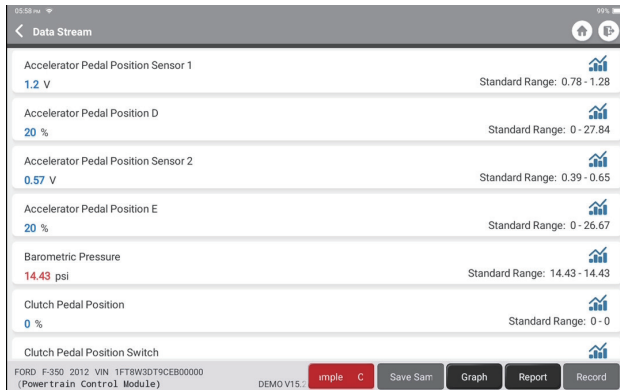 05:58 PM 99%
Data Stream
Accelerator Pedal Position Sensor 1
1.2 V Standard Range: 0.78 - 1.28
Accelerator Pedal Position D
20 % Standard Range: 0 - 27.84
Accelerator Pedal Position Sensor 2
0.57 V Standard Range: 0.39 - 0.65
Accelerator Pedal Position E
20 % Standard Range: 0 - 26.67
Barometric Pressure
14.43 psi Standard Range: 14.43 - 14.43
Clutch Pedal Position
0 % Standard Range: 0 - 0
Clutch Pedal Position Switch
FORD F-350 2012 VIN 1FT8W3DT9CEB00000
(Powertrain Control Module) DEMO V15. mple C Save Sam Graph Report Record